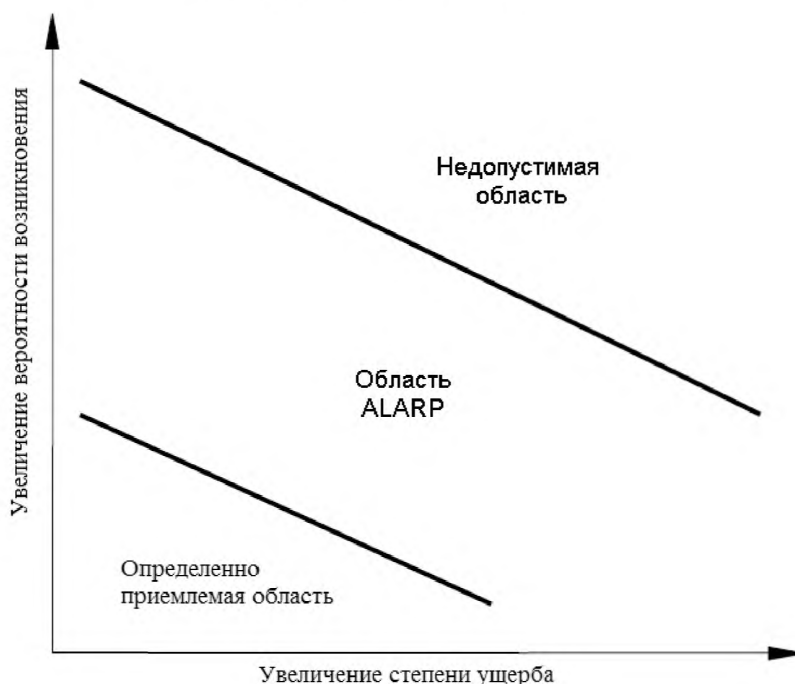 Увеличение вероятности возникновения
Недопустимая
область
Область
ALARP
Определенно
приемлемая область
Увеличение степени ущерба